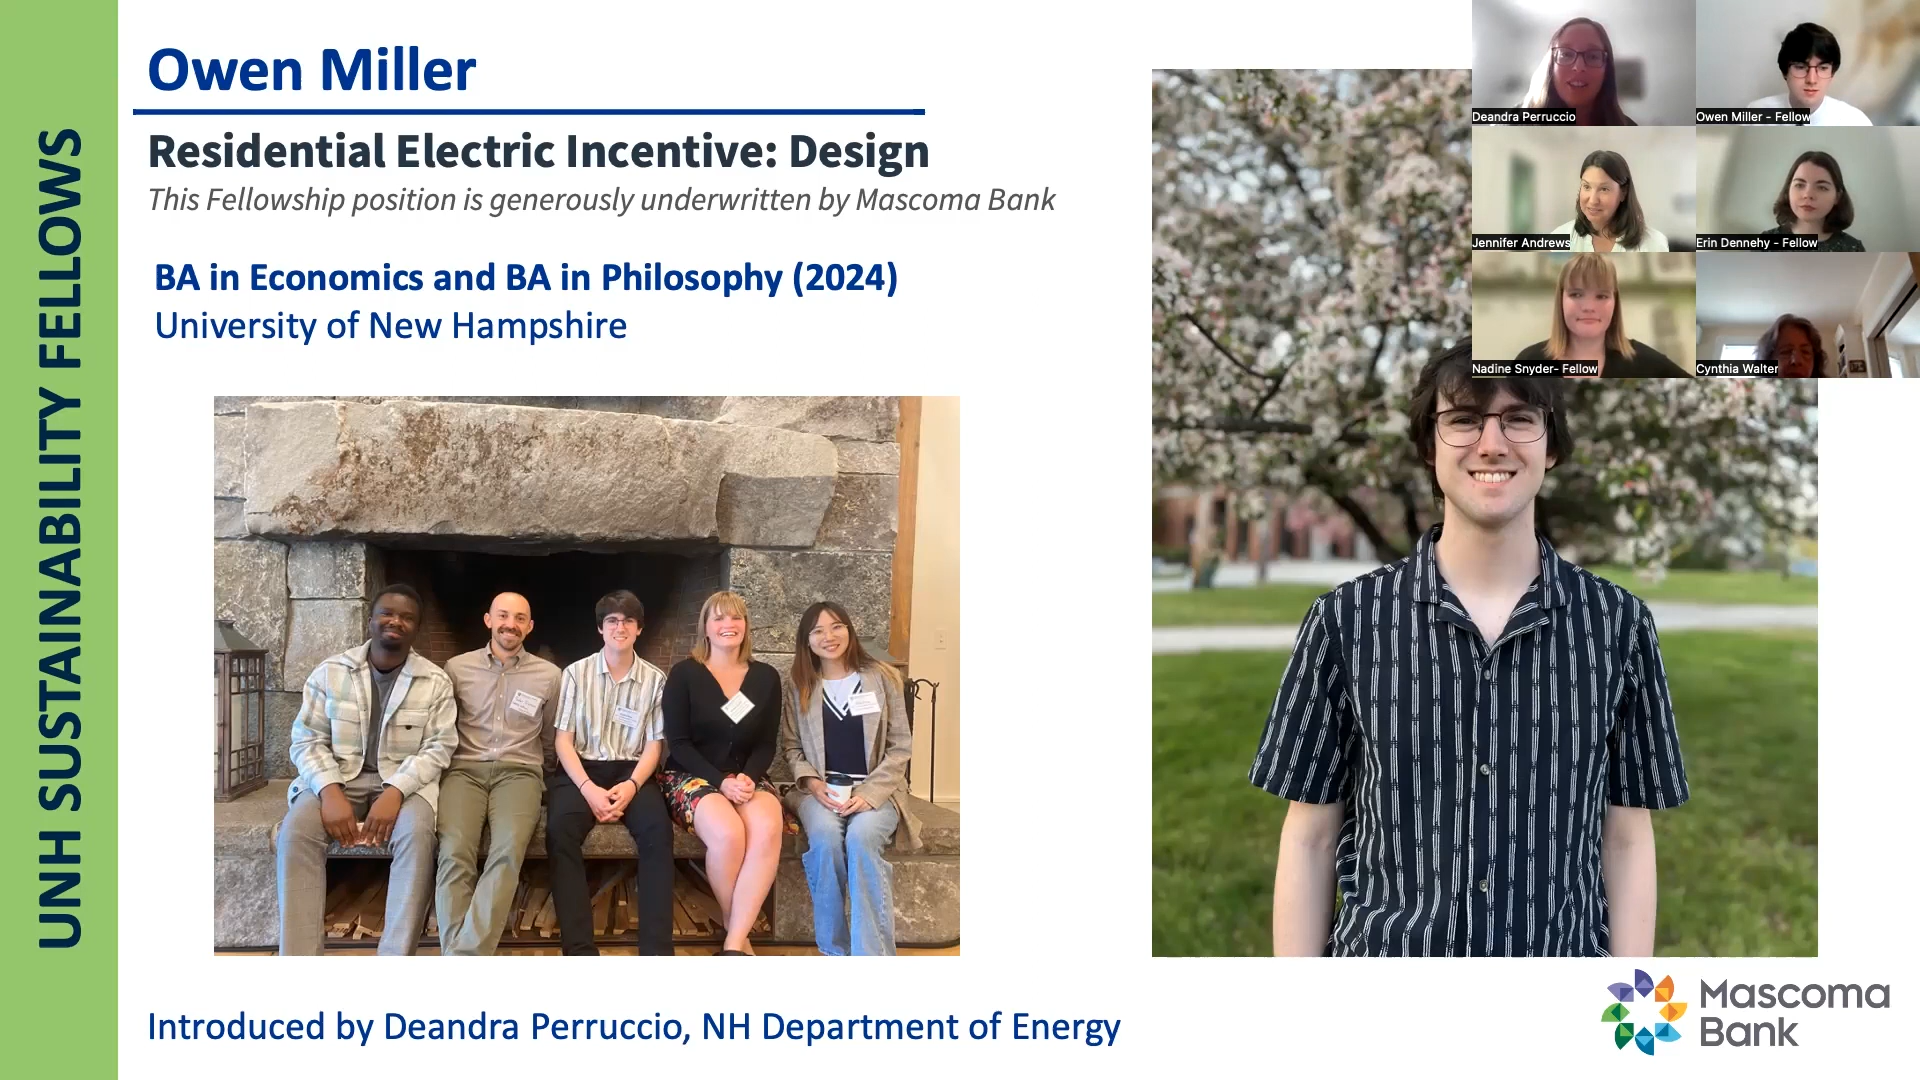 UNH SUSTAINABILITY FELLOWS
Owen Miller
Residential Electric Incentive: Design
This Fellowship position is generously underwritten by Mascoma Bank
BA in Economics and BA in Philosophy (2024)
University of New Hampshire
Introduced by Deandra Perruccio, NH Department of Energy
Deandra Perruccio
Owen Miller - Fellow
Jennifer Andrews
Erin Dennehy - Fellow
Nadine Snyder- Fellow
Cynthia Walter
Mascoma
Bank